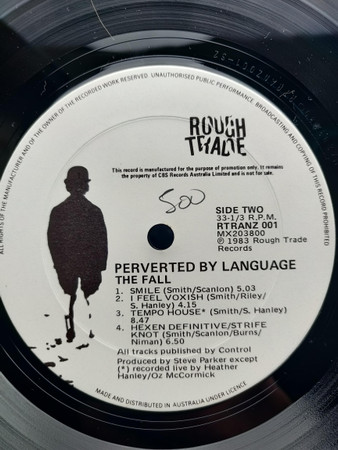 ALL RIGHTS OF THE MANUFACTURER AND OF THE OWNER OF THE RECORDED WORK RESERVED. UNAUTHORISED PUBLIC PERFORMANCE, BROADCASTING AND COPYING OF THIS RECORD PROHIBITED
ROUGH
TRADE
This record is manufactured for the purpose of promotion only. It remains
the property of CBS Records Australia Limited and is not for sale.
500
SIDE TWO
33-1/3 R.P.M.
RTRANZ 001
MX203800
℗ 1983 Rough Trade
Records
PERVERTED BY LANGUAGE
THE FALL
1. SMILE (Smith/Scanlon) 5.03
2. I FEEL VOXISH (Smith/Riley/
S. Hanley) 4.15
3. TEMPO HOUSE* (Smith/S. Hanley)
8.47
4. HEXEN DEFINITIVE/STRIFE
KNOT (Smith/Scanlon/Burns/
Niman) 6.50
All tracks published by Control
Produced by Steve Parker except
(*) recorded live by Heather
Hanley/Oz McCormick
MADE AND DISTRIBUTED IN AUSTRALIA UNDER LICENCE